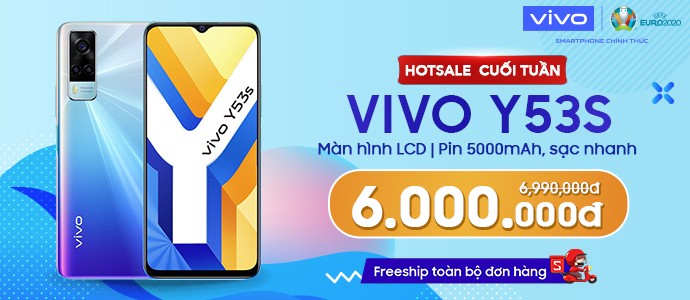 vivo
UEFA
EURO2020
SMARTPHONE CHÍNH THỨC
HOTSALE CUỐI TUẦN
VIVO Y53S
Màn hình LCD | Pin 5000mAh, sạc nhanh
6,990,000đ
6.000.000đ
Freeship toàn bộ đơn hàng
S
vivo
Y
vivo Y53s